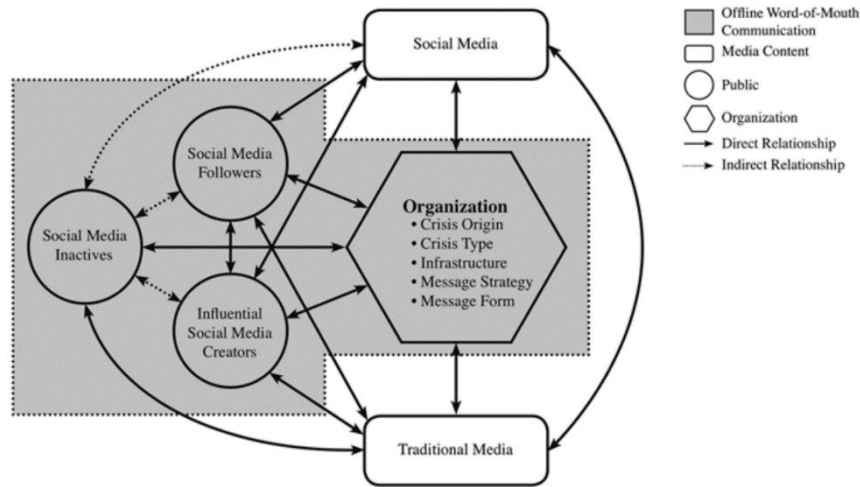 Social Media
Offline Word-of-Mouth
Communication
Media Content
Public
Organization
Direct Relationship
Indirect Relationship
Social Media
Followers
Social Media
Inactives
Influential
Social Media
Creators
Organization
• Crisis Origin
• Crisis Type
• Infrastructure
• Message Strategy
• Message Form
Traditional Media